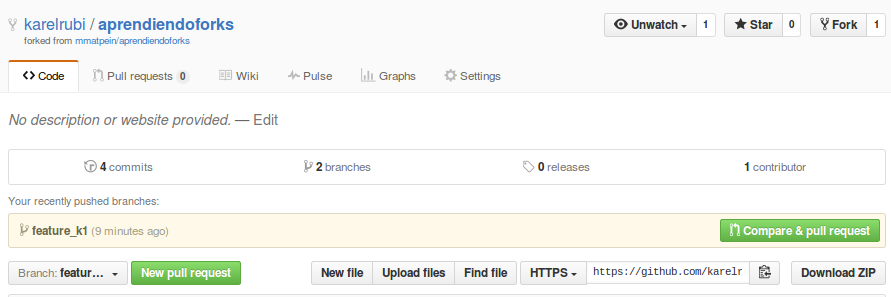 karelrubi / aprendiendoforks Unwatch 1 Star 0 Fork 1
forked from mmatpein/aprendiendoforks
Code Pull requests 0 Wiki Pulse Graphs Settings
No description or website provided. — Edit
4 commits 2 branches 0 releases 1 contributor
Your recently pushed branches:
feature_k1 (9 minutes ago) Compare & pull request
Branch: featur... New pull request New file Upload files Find file HTTPS https://github.com/karelr Download ZIP